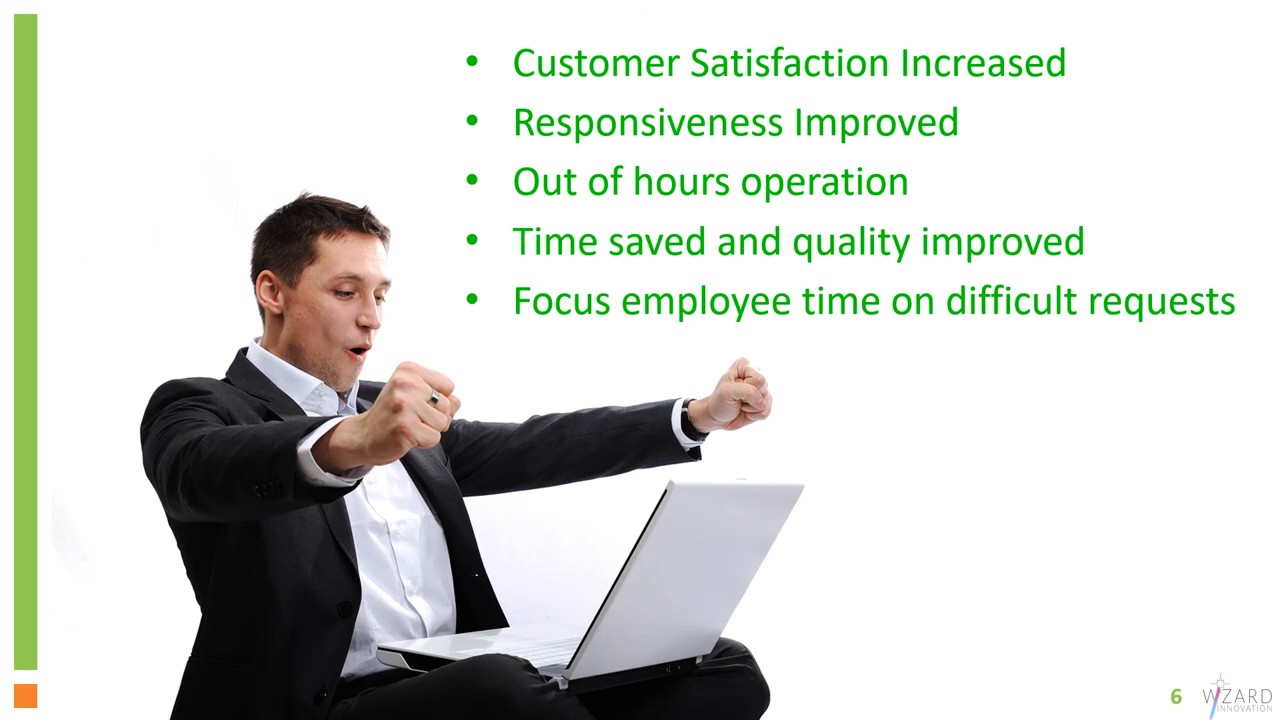 • Customer Satisfaction Increased
• Responsiveness Improved
• Out of hours operation
• Time saved and quality improved
• Focus employee time on difficult requests
6
WIZARD
INNOVATION